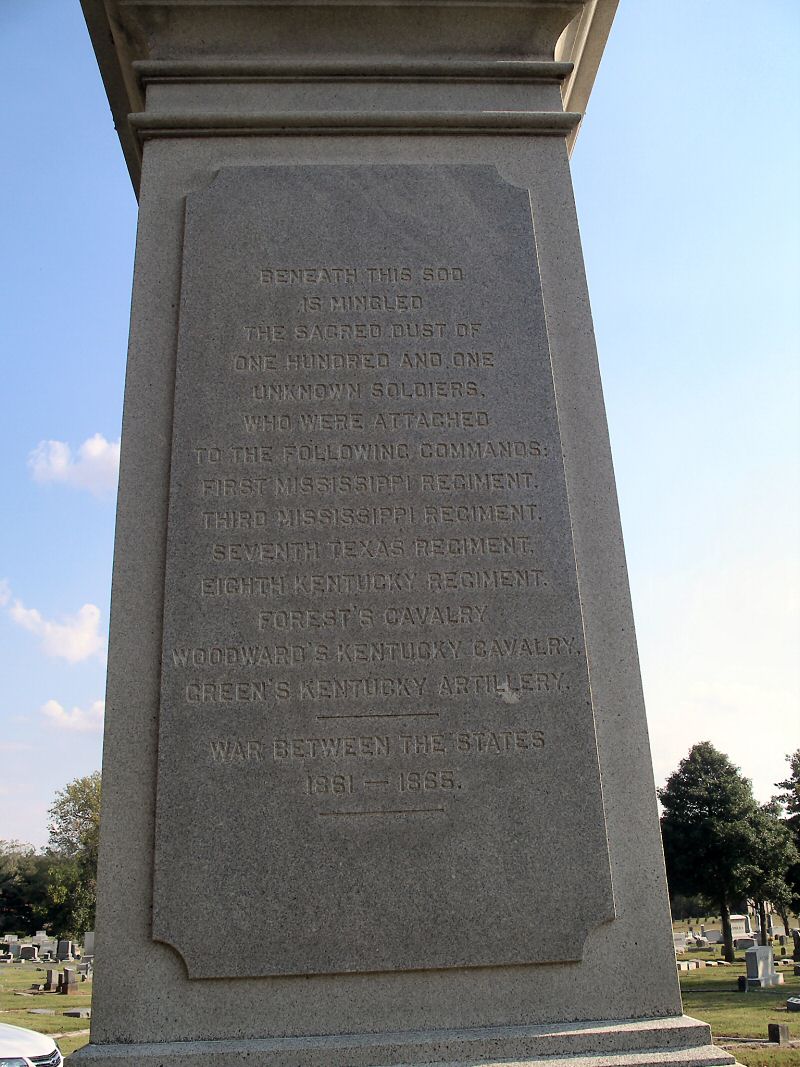 BENEATH THIS SOD
IS MINGLED
THE SACRED DUST OF
ONE HUNDRED AND ONE
UNKNOWN SOLDIERS,
WHO WERE ATTACHED
TO THE FOLLOWING COMMANDS:
FIRST MISSISSIPPI REGIMENT.
THIRD MISSISSIPPI REGIMENT.
SEVENTH TEXAS REGIMENT.
EIGHTH KENTUCKY REGIMENT.
FOREST'S CAVALRY
WOODWARD'S KENTUCKY CAVALRY.
GREEN'S KENTUCKY ARTILLERY.
WAR BETWEEN THE STATES
1861 — 1865.